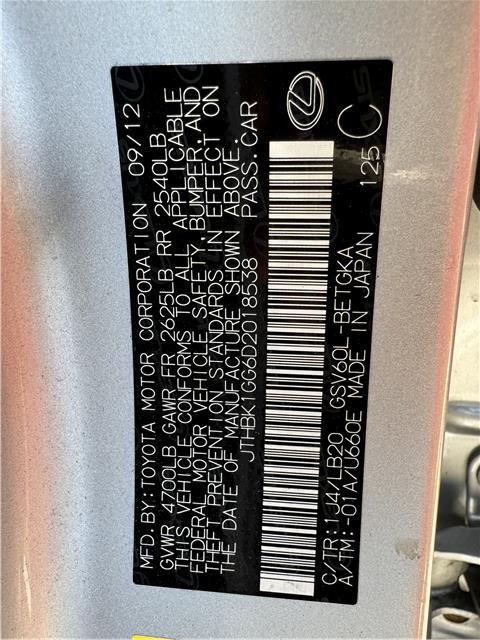 MFD.BY:TOYOTA MOTOR CORPORATION 09/12
GVWR 4700LB GAWR FR 2625LB RR 2540LB
THIS VEHICLE CONFORMS TO ALL APPLICABLE
FEDERAL MOTOR VEHICLE SAFETY, BUMPER, AND
THEFT PREVENTION STANDARDS IN EFFECT ON
THE DATE OF MANUFACTURE SHOWN ABOVE.
JTHBK1GG6D2018538 PASS.CAR
C/TR:1J4/LB20 GSV60L-BETGKA
A/TM:-01A/U660E MADE IN JAPAN 125 C